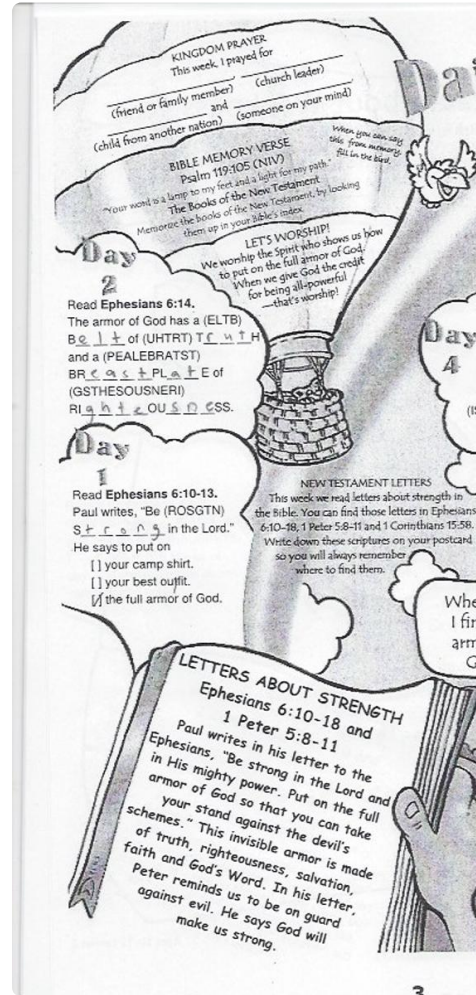 KINGDOM PRAYER
This week, I prayed for
(friend or family member) (church leader)
and
(child from another nation) (someone on your mind)
BIBLE MEMORY VERSE
Psalm 119:105 (NIV)
"Your word is a lamp to my feet and a light for my path."
The Books of the New Testament
Memorize the books of the New Testament, by looking
them up in your Bible's index.
When you can say
this from memory,
fill in the bird.
Dai
LET'S WORSHIP!
We worship the Spirit who shows us how
to put on the full armor of God.
When we give God the credit
for being all-powerful
—that's worship!
Day
2
Read Ephesians 6:14.
The armor of God has a (ELTB)
Belt of (UHTRT) TrutH
and a (PEALEBRATST)
BReastPLatE of
(GSTHESOUSNERI)
RIghteOUsneSS.
Day
1
Read Ephesians 6:10-13.
Paul writes, "Be (ROSGTN)
Strong in the Lord."
He says to put on
[ ] your camp shirt.
[ ] your best outfit.
[/] the full armor of God.
Day
4
NEW TESTAMENT LETTERS
This week we read letters about strength in
the Bible. You can find those letters in Ephesians
6:10-18, 1 Peter 5:8-11 and 1 Corinthians 15:58.
Write down these scriptures on your postcard
so you will always remember
where to find them.
Whe
I fin
arm
G
LETTERS ABOUT STRENGTH
Ephesians 6:10-18 and
1 Peter 5:8-11
Paul writes in his letter to the
Ephesians, "Be strong in the Lord and
in His mighty power. Put on the full
armor of God so that you can take
your stand against the devil's
schemes." This invisible armor is made
of truth, righteousness, salvation,
faith and God's Word. In his letter,
Peter reminds us to be on guard
against evil. He says God will
make us strong.
3